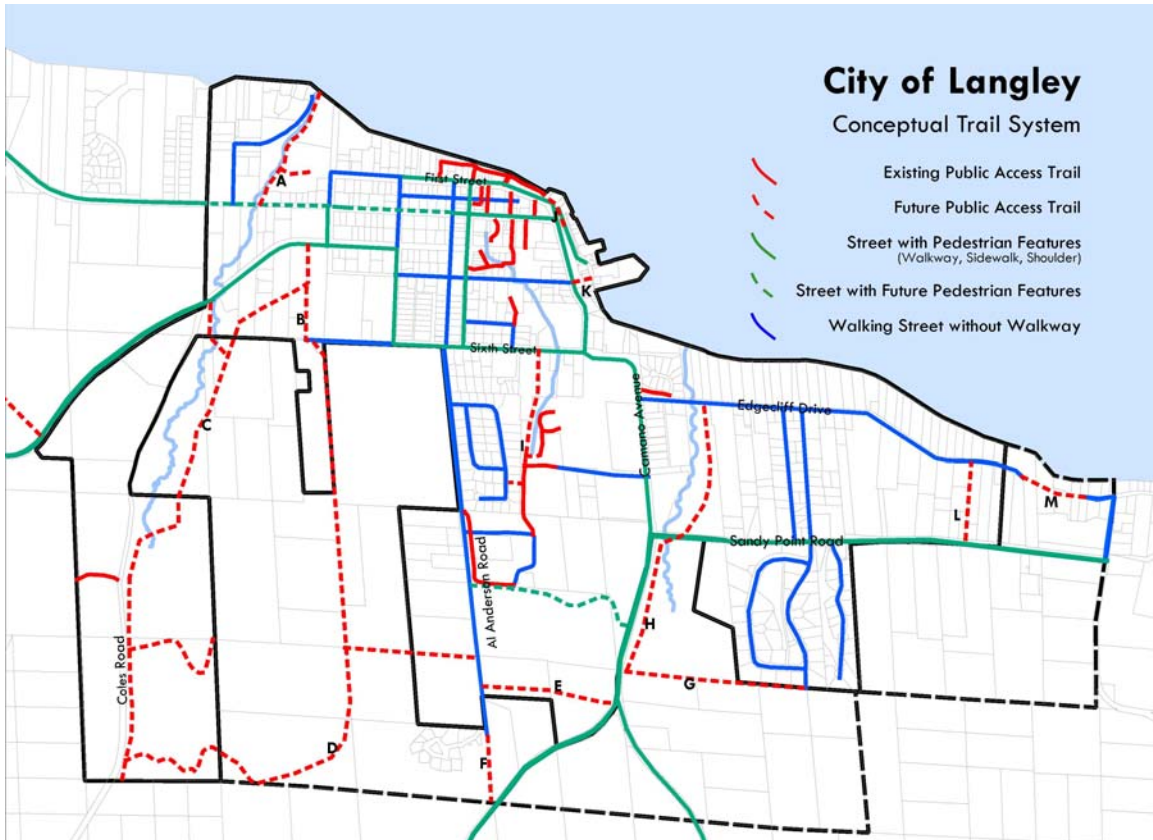 City of Langley
Conceptual Trail System
Existing Public Access Trail
Future Public Access Trail
Street with Pedestrian Features
(Walkway, Sidewalk, Shoulder)
Street with Future Pedestrian Features
Walking Street without Walkway
A
First Street
J
K
B
Sixth Street
Camano Avenue
Edgecliff Drive
C
I
L
M
Sandy Point Road
Al Anderson Road
H
Coles Road
G
E
D
F